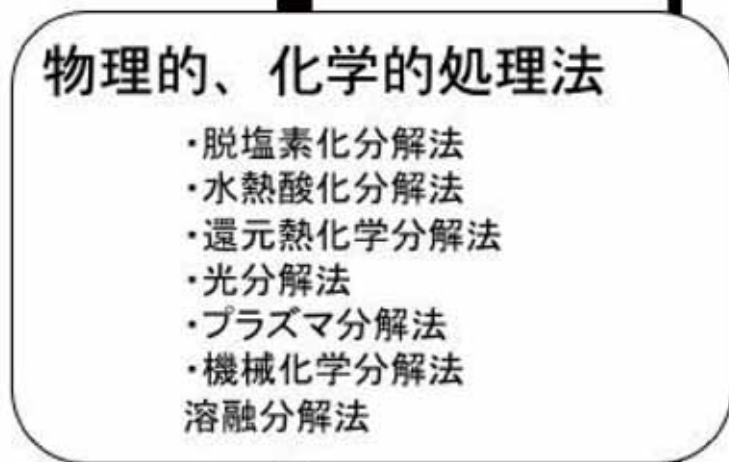 物理的、化学的処理法
・脱塩素化分解法
・水熱酸化分解法
・還元熱化学分解法
・光分解法
・プラズマ分解法
・機械化学分解法
溶融分解法